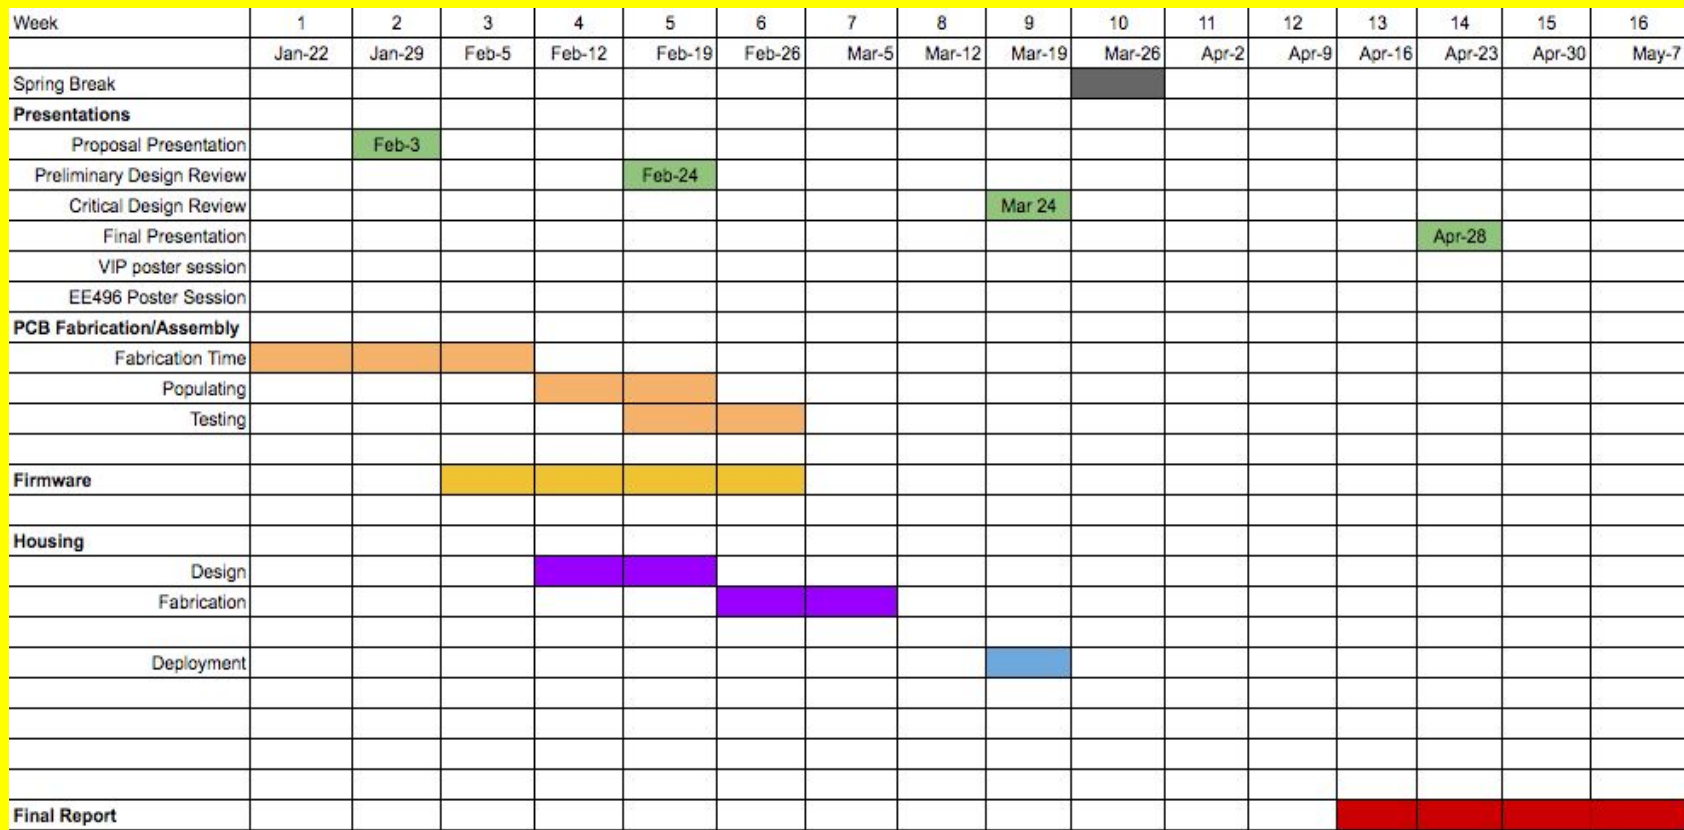 Week 1 2 3 4 5 6 7 8 9 10 11 12 13 14 15 16
Jan-22 Jan-29 Feb-5 Feb-12 Feb-19 Feb-26 Mar-5 Mar-12 Mar-19 Mar-26 Apr-2 Apr-9 Apr-16 Apr-23 Apr-30 May-7
Spring Break
Presentations
Proposal Presentation Feb-3
Preliminary Design Review Feb-24
Critical Design Review Mar 24
Final Presentation Apr-28
VIP poster session
EE496 Poster Session
PCB Fabrication/Assembly
Fabrication Time
Populating
Testing
Firmware
Housing
Design
Fabrication
Deployment
Final Report